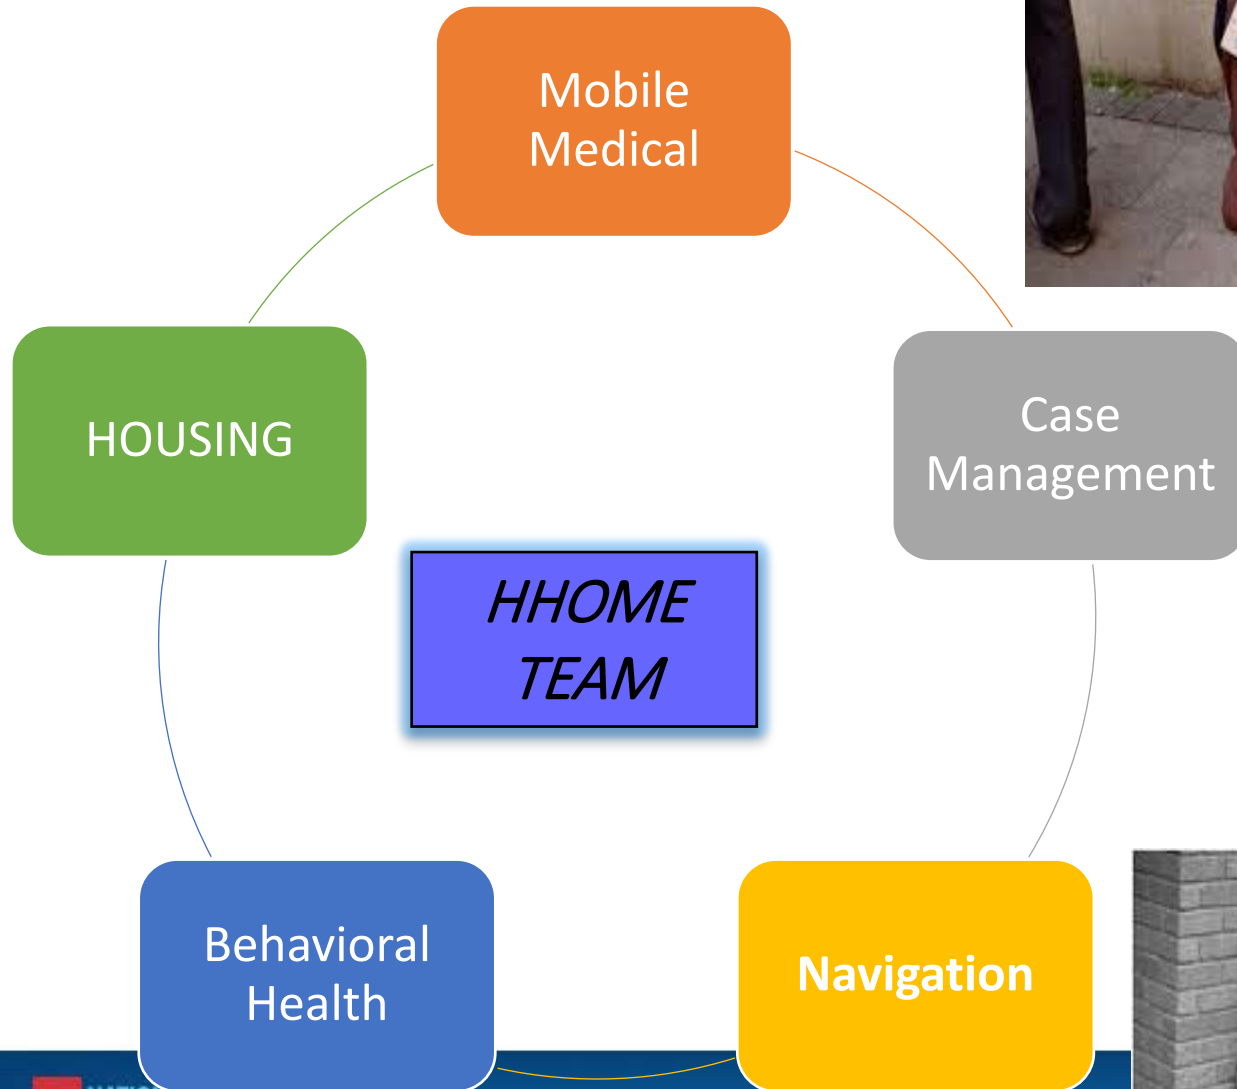 Mobile
Medical
HOUSING
Case
Management
HHOME
TEAM
Behavioral
Health
Navigation